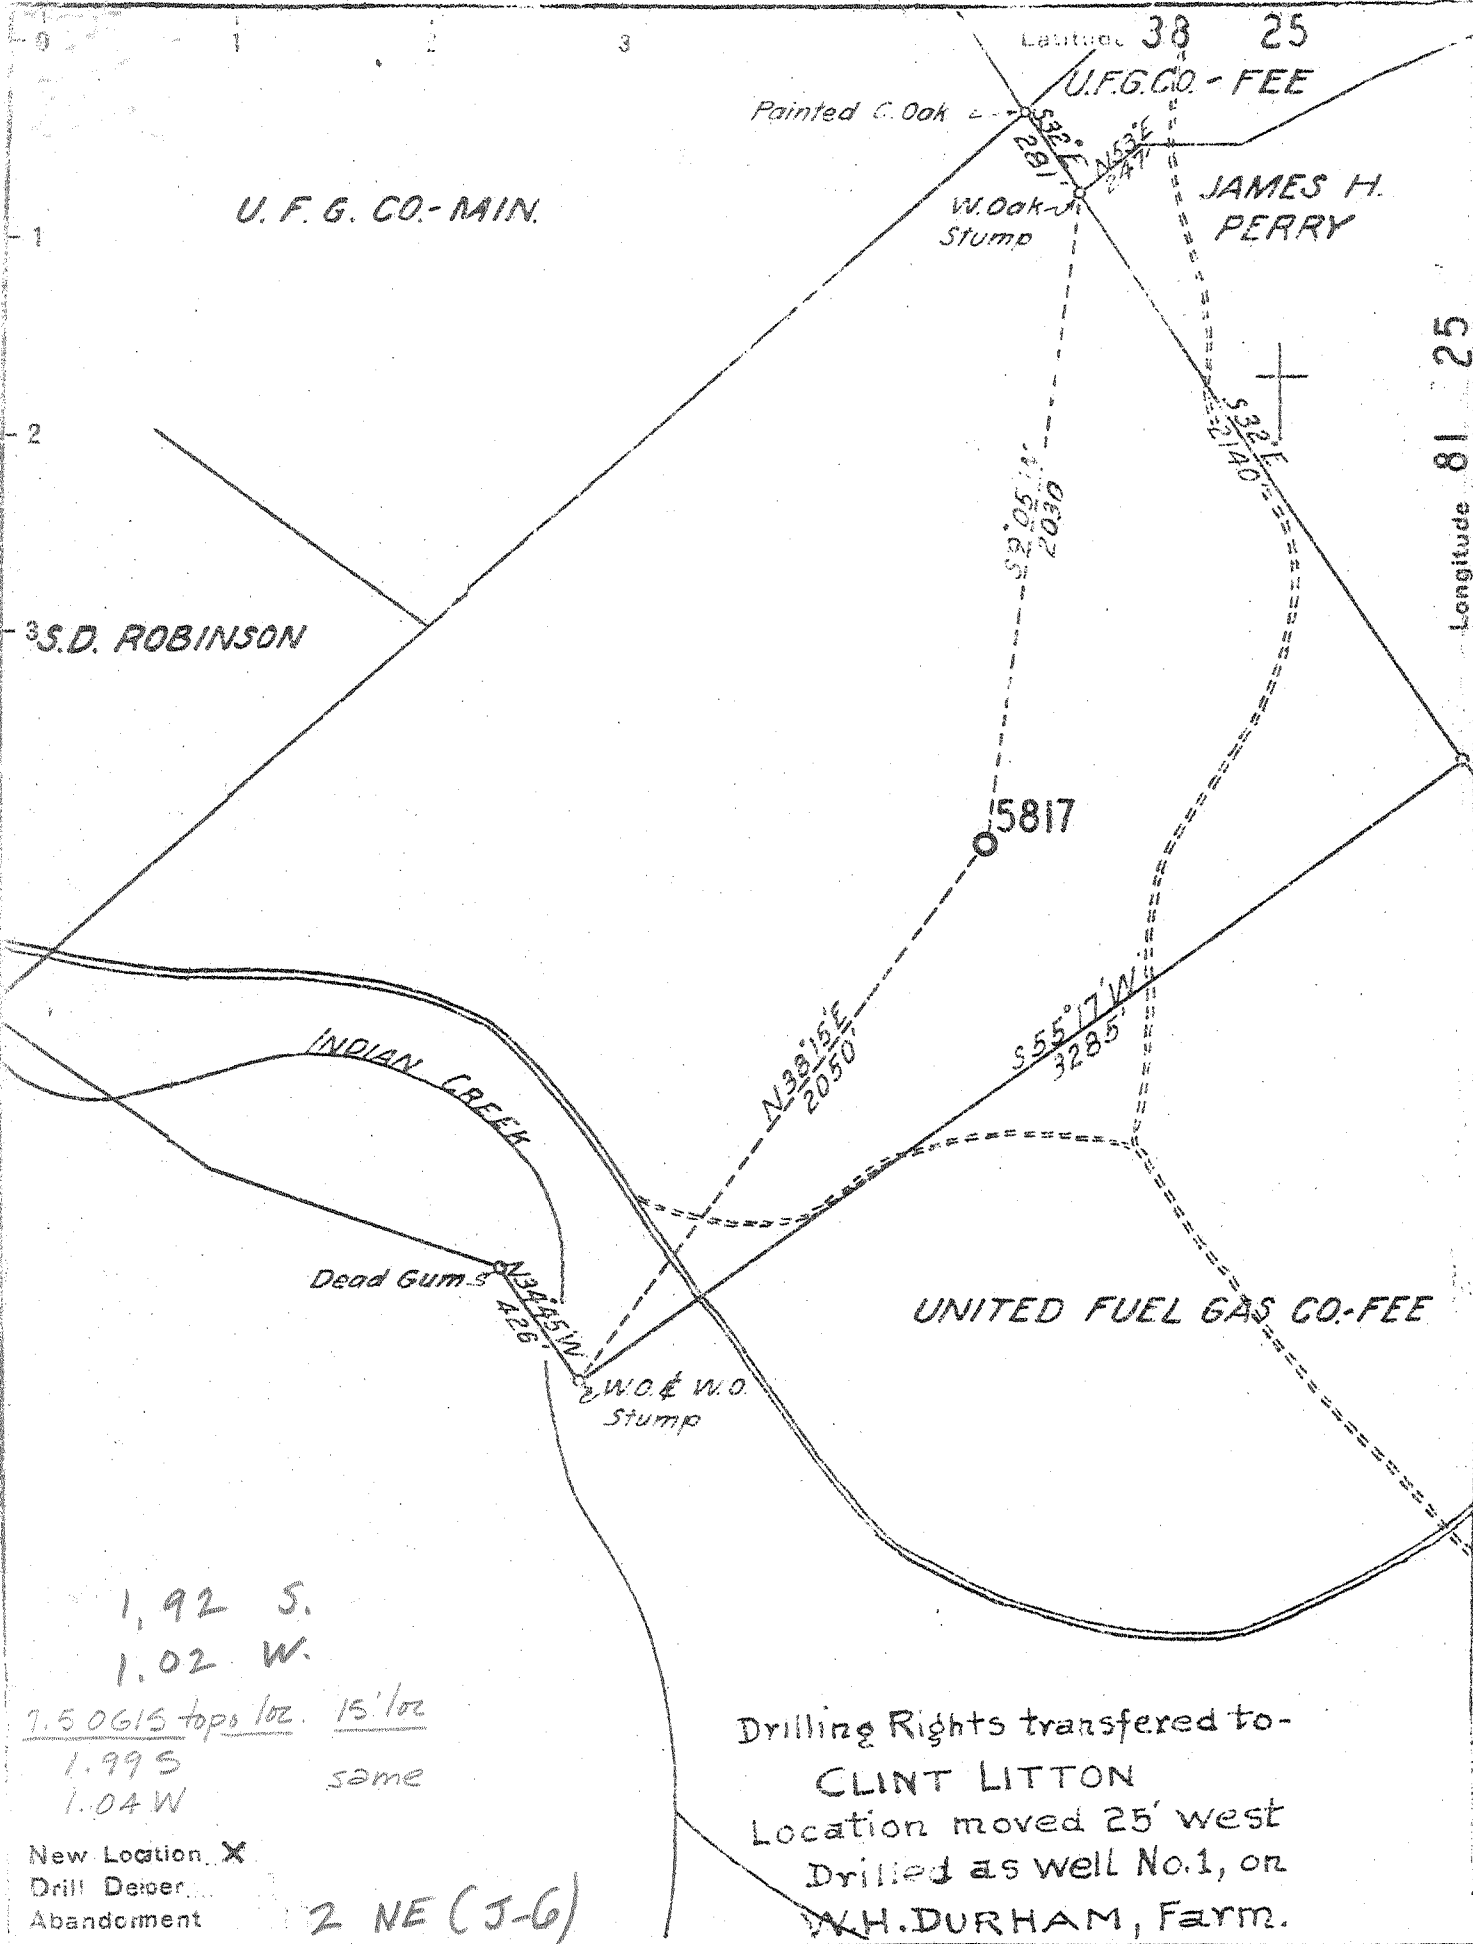 0 1 2 3
Latitude 38 25
U.F.G.CO. - FEE
Painted C. Oak
S32°E
281'
N53°E
247'
U. F. G. CO. - MIN.
JAMES H.
PERRY
W. Oak
Stump
1
2
3
Longitude 81 25
S32°E
2140'
2030
S.D. ROBINSON
5817
N38°15'E
2050'
S55°17'W
3285'
INDIAN CREEK
Dead Gums
N34°45'W
426'
UNITED FUEL GAS CO. - FEE
W.O. & W.O.
Stump
1.92 S.
1.02 W.
topo loc. 15' loc
1.99 S
same
1.04 W
New Location X
Drill Deeper
Abandonment
2 NE (J-6)
Drilling Rights transfered to-
CLINT LITTON
Location moved 25' west
Drilled as well No.1, on
W.H. DURHAM, Farm.